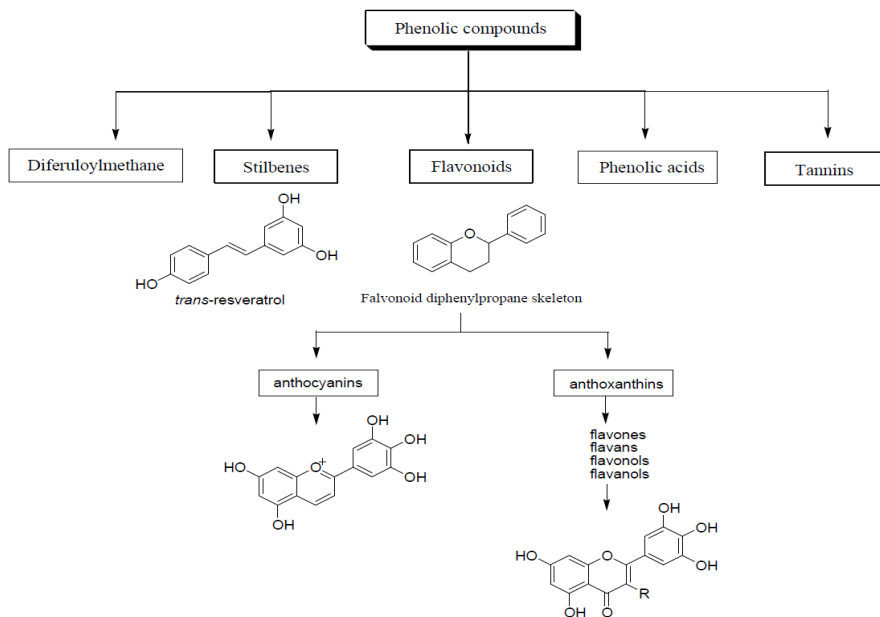 Phenolic compounds
Diferuloylmethane
Stilbenes
Flavonoids
Phenolic acids
Tannins
OH
OH
HO
trans-resveratrol
O
Falvonoid diphenylpropane skeleton
anthocyanins
anthoxanthins
flavones
flavans
flavonols
flavanols
OH
OH
OH
HO
O+
OH
OH
OH
OH
HO
O
R
OH
O